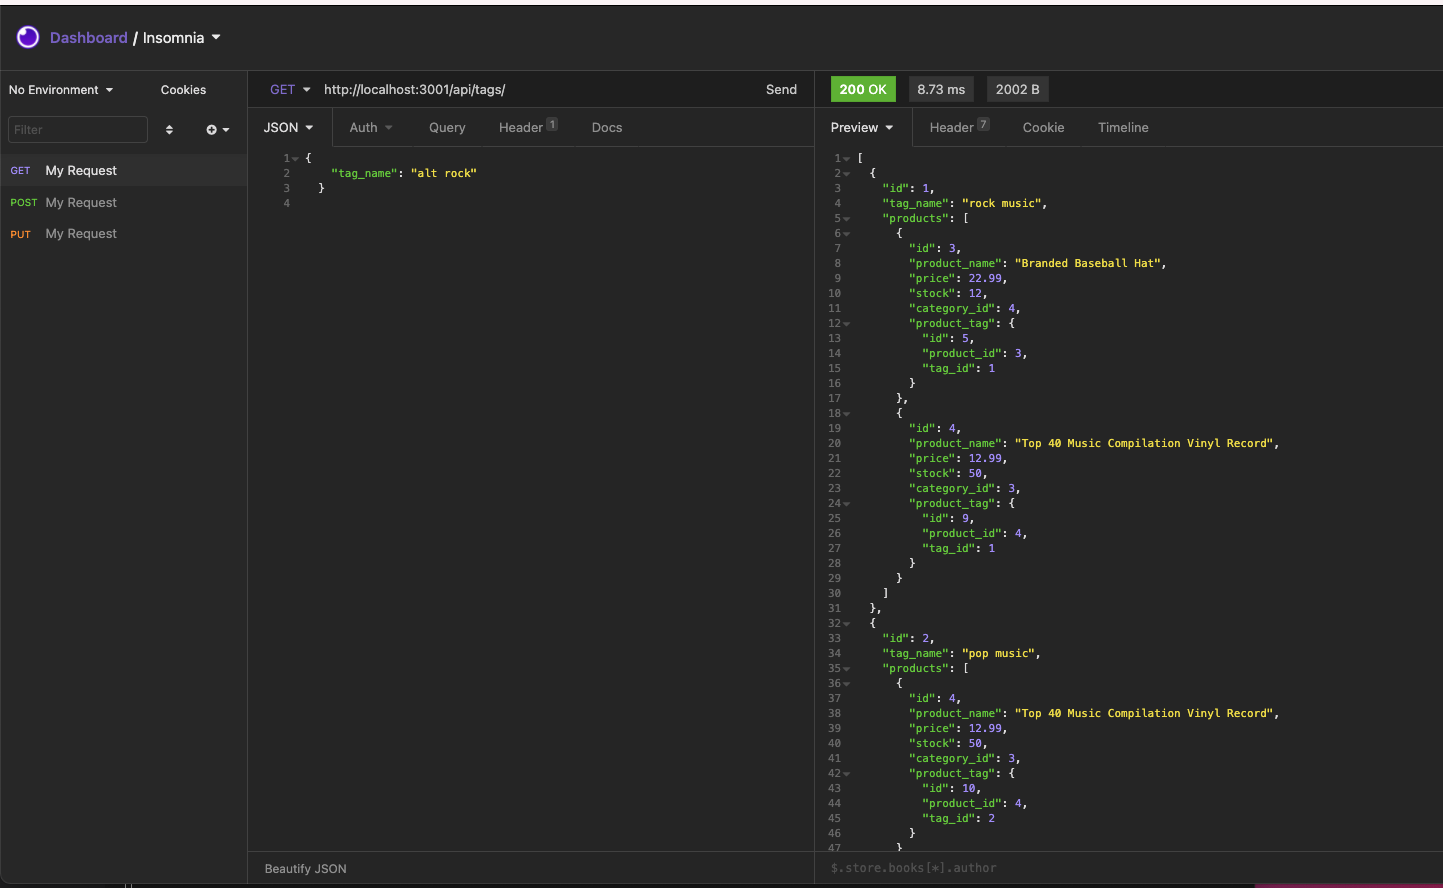 Dashboard / Insomnia
No Environment Cookies
Filter
GET My Request
POST My Request
PUT My Request
GET http://localhost:3001/api/tags/ Send
JSON Auth Query Header 1 Docs
1 {
2 "tag_name": "alt rock"
3 }
4
Beautify JSON
200 OK 8.73 ms 2002 B
Preview Header 7 Cookie Timeline
1 [
2 {
3 "id": 1,
4 "tag_name": "rock music",
5 "products": [
6 {
7 "id": 3,
8 "product_name": "Branded Baseball Hat",
9 "price": 22.99,
10 "stock": 12,
11 "category_id": 4,
12 "product_tag": {
13 "id": 5,
14 "product_id": 3,
15 "tag_id": 1
16 }
17 },
18 {
19 "id": 4,
20 "product_name": "Top 40 Music Compilation Vinyl Record",
21 "price": 12.99,
22 "stock": 50,
23 "category_id": 3,
24 "product_tag": {
25 "id": 9,
26 "product_id": 4,
27 "tag_id": 1
28 }
29 }
30 ]
31 },
32 {
33 "id": 2,
34 "tag_name": "pop music",
35 "products": [
36 {
37 "id": 4,
38 "product_name": "Top 40 Music Compilation Vinyl Record",
39 "price": 12.99,
40 "stock": 50,
41 "category_id": 3,
42 "product_tag": {
43 "id": 10,
44 "product_id": 4,
45 "tag_id": 2
46 }
47 }
$.store.books[*].author